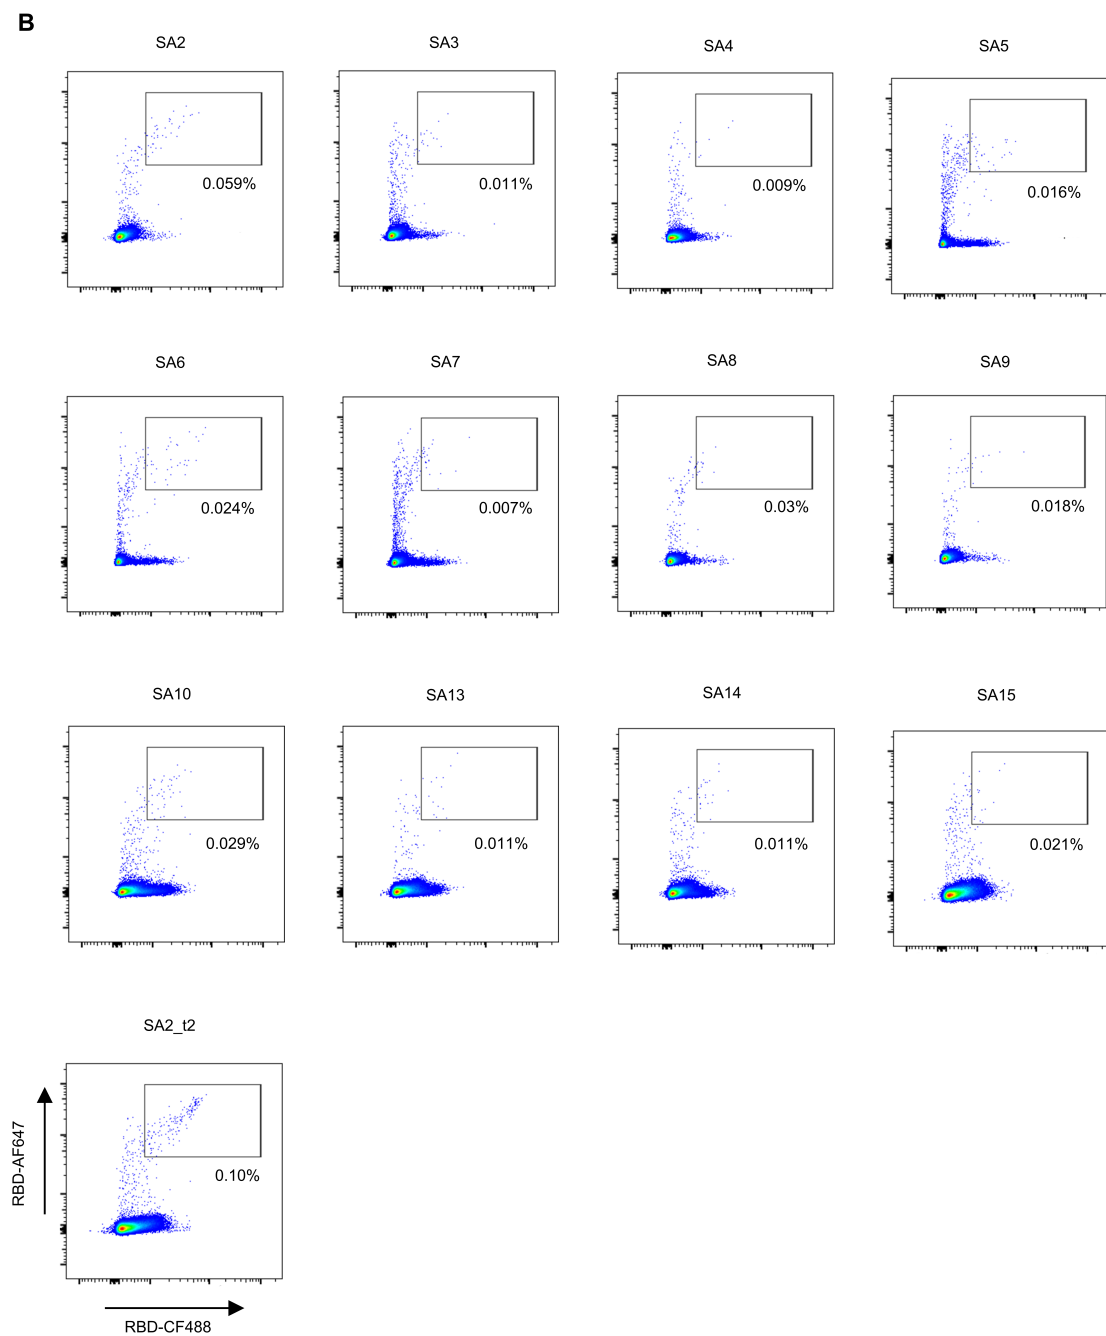 B
SA2
SA3
SA4
SA5
0.059%
0.011%
0.009%
0.016%
SA6
SA7
SA8
SA9
0.024%
0.007%
0.03%
0.018%
SA10
SA13
SA14
SA15
0.029%
0.011%
0.011%
0.021%
SA2_t2
RBD-AF647
0.10%
RBD-CF488